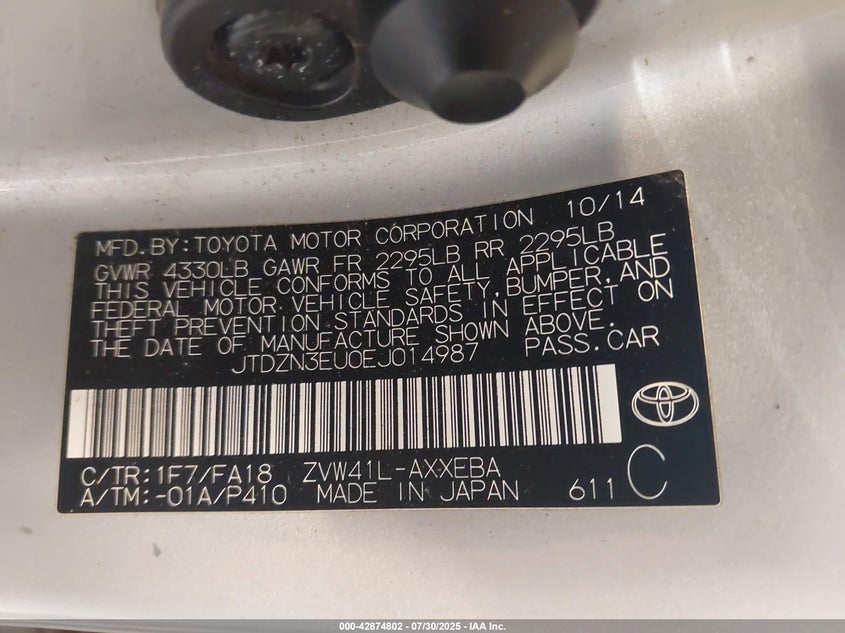 MFD.BY:TOYOTA MOTOR CORPORATION 10/14
GVWR 4330LB GAWR FR 2295LB RR 2295LB
THIS VEHICLE CONFORMS TO ALL APPLICABLE
FEDERAL MOTOR VEHICLE SAFETY,BUMPER,AND
THEFT PREVENTION STANDARDS IN EFFECT ON
THE DATE OF MANUFACTURE SHOWN ABOVE.
JTDZN3EU0EJ014987 PASS.CAR
C/TR:1F7/FA18 ZVW41L-AXXEBA
A/TM:-01A/P410 MADE IN JAPAN 611 C
000-42874802 - 07/30/2025 - IAA Inc.